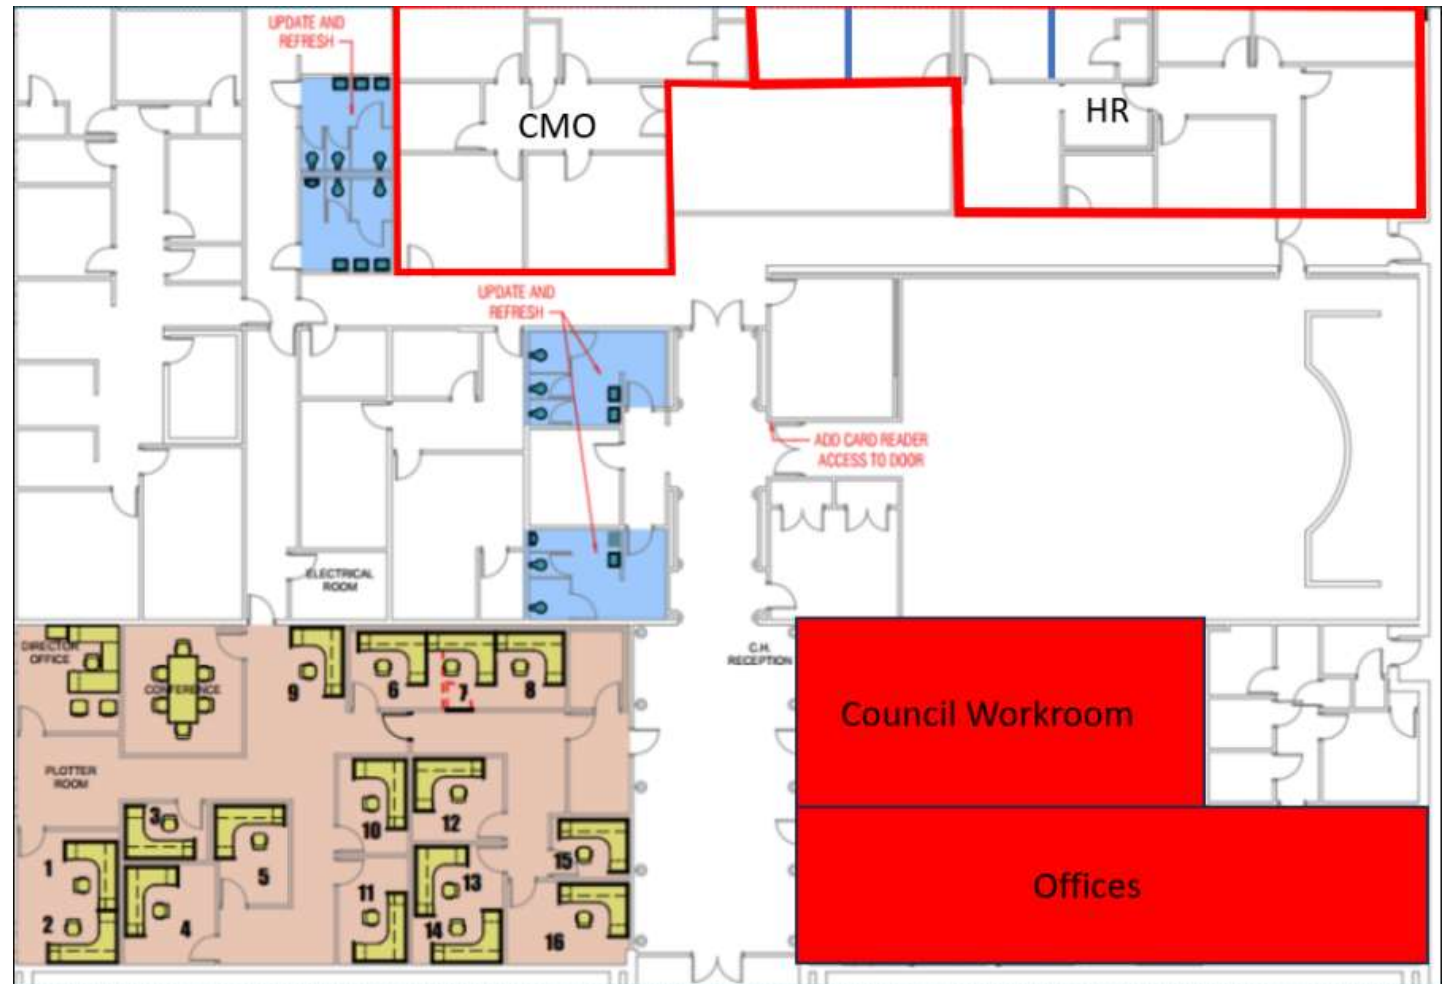 UPDATE AND
REFRESH
CMO
HR
UPDATE AND
REFRESH
ADD CARD READER
ACCESS TO DOOR
ELECTRICAL
ROOM
DIRECTOR
OFFICE
CONFERENCE
C.H.
RECEPTION
9
6
7
8
Council Workroom
PLOTTER
ROOM
3
10
12
1
5
15
11
13
Offices
2
4
14
16